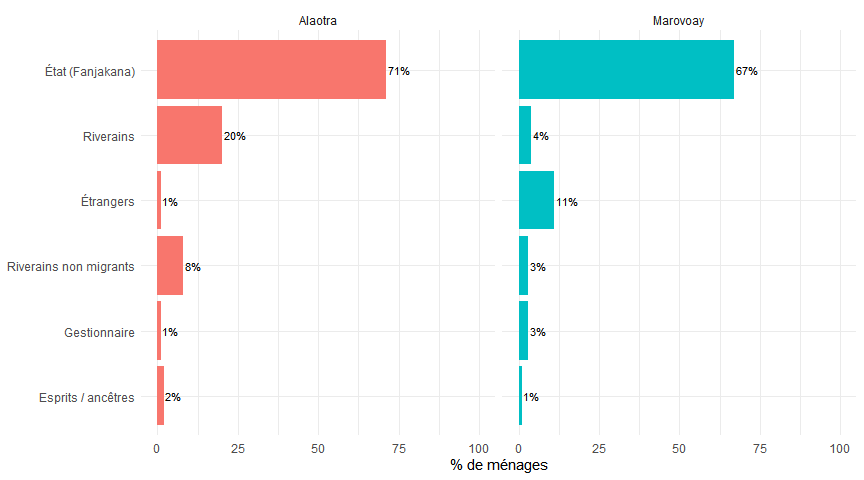 Alaotra Marovoay
État (Fanjakana) 71% 67%
Riverains 20% 4%
Étrangers 1% 11%
Riverains non migrants 8% 3%
Gestionnaire 1% 3%
Esprits / ancêtres 2% 1%
0 25 50 75 100 0 25 50 75 100
% de ménages